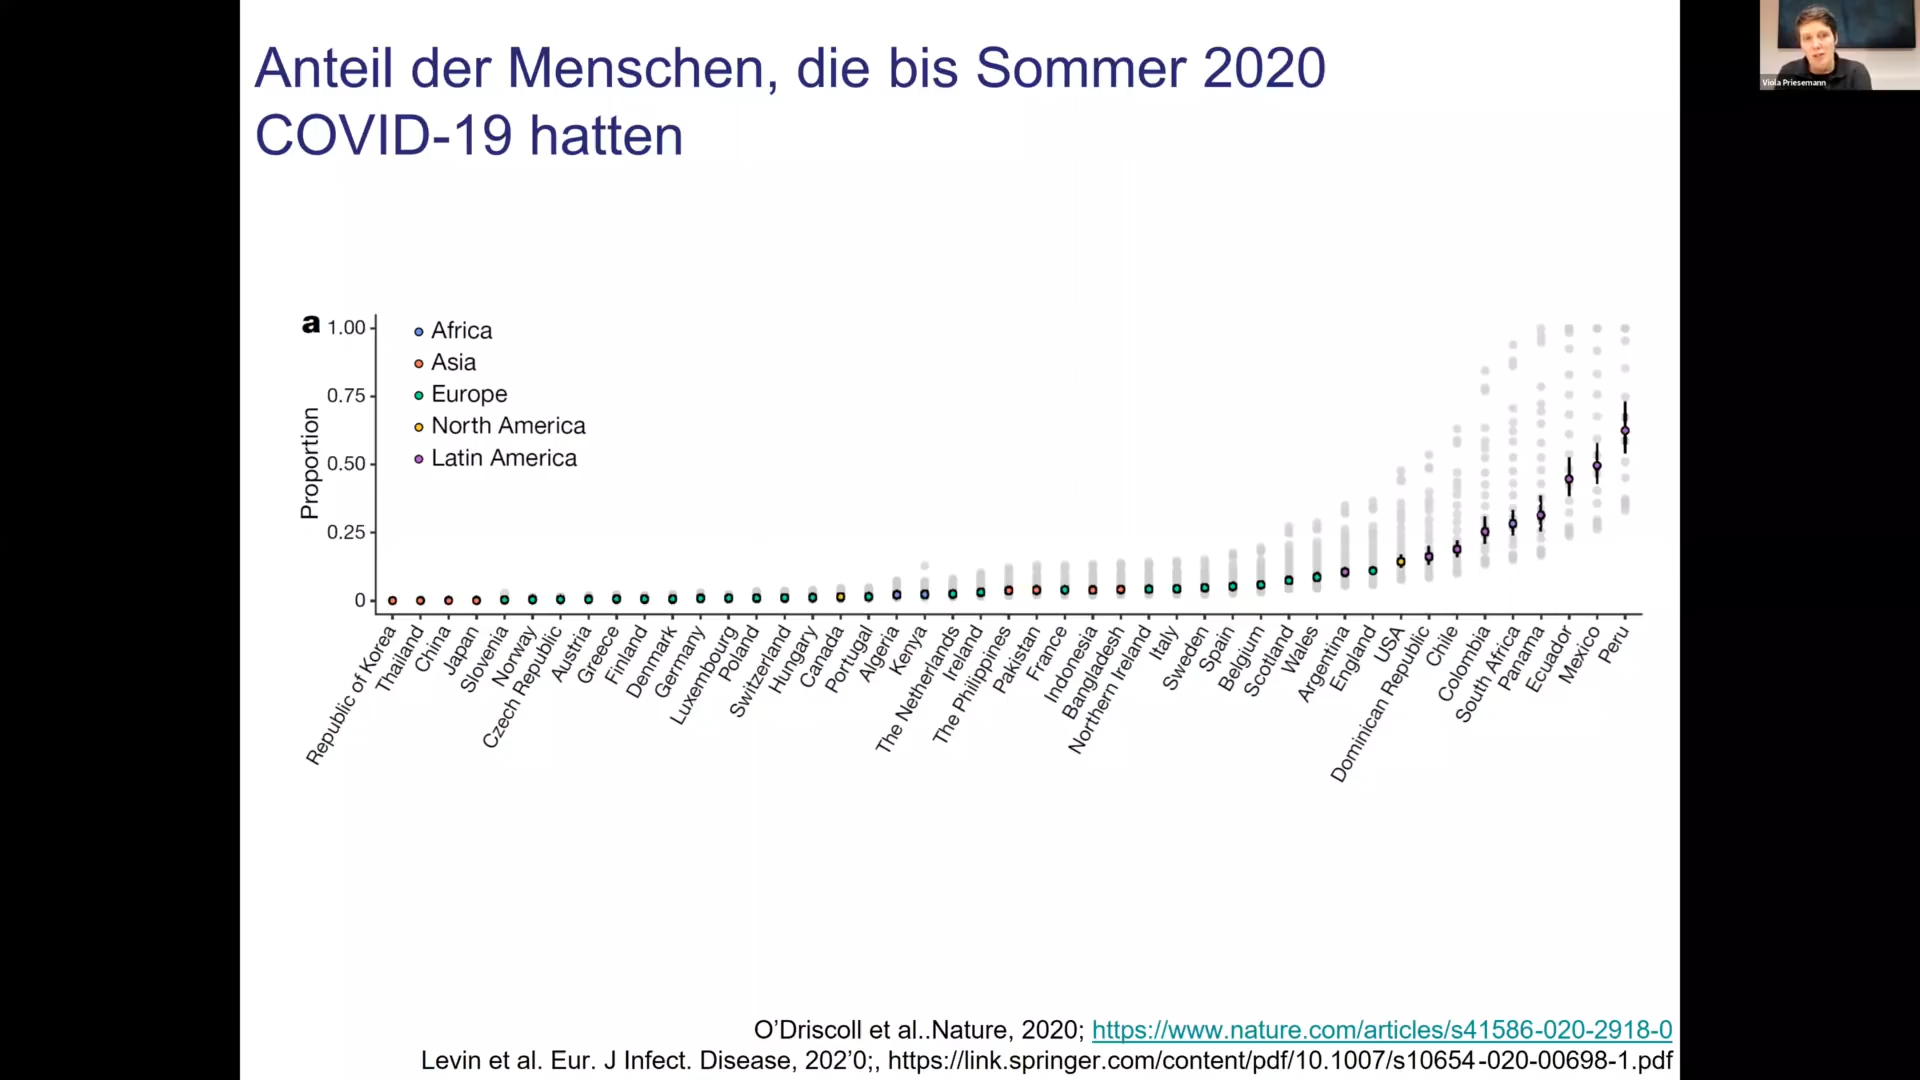 Anteil der Menschen, die bis Sommer 2020
COVID-19 hatten
Viola Priesemann
a
1.00
0.75
0.50
0.25
0
Proportion
Africa
Asia
Europe
North America
Latin America
Republic of Korea
Thailand
China
Japan
Slovenia
Norway
Czech Republic
Austria
Greece
Finland
Denmark
Germany
Luxembourg
Poland
Switzerland
Hungary
Canada
Portugal
Algeria
Kenya
The Netherlands
Ireland
The Philippines
Pakistan
France
Indonesia
Bangladesh
Northern Ireland
Italy
Sweden
Spain
Belgium
Scotland
Wales
Argentina
England
USA
Dominican Republic
Chile
Colombia
South Africa
Panama
Ecuador
Mexico
Peru
O’Driscoll et al..Nature, 2020; https://www.nature.com/articles/s41586-020-2918-0
Levin et al. Eur. J Infect. Disease, 202’0;, https://link.springer.com/content/pdf/10.1007/s10654-020-00698-1.pdf